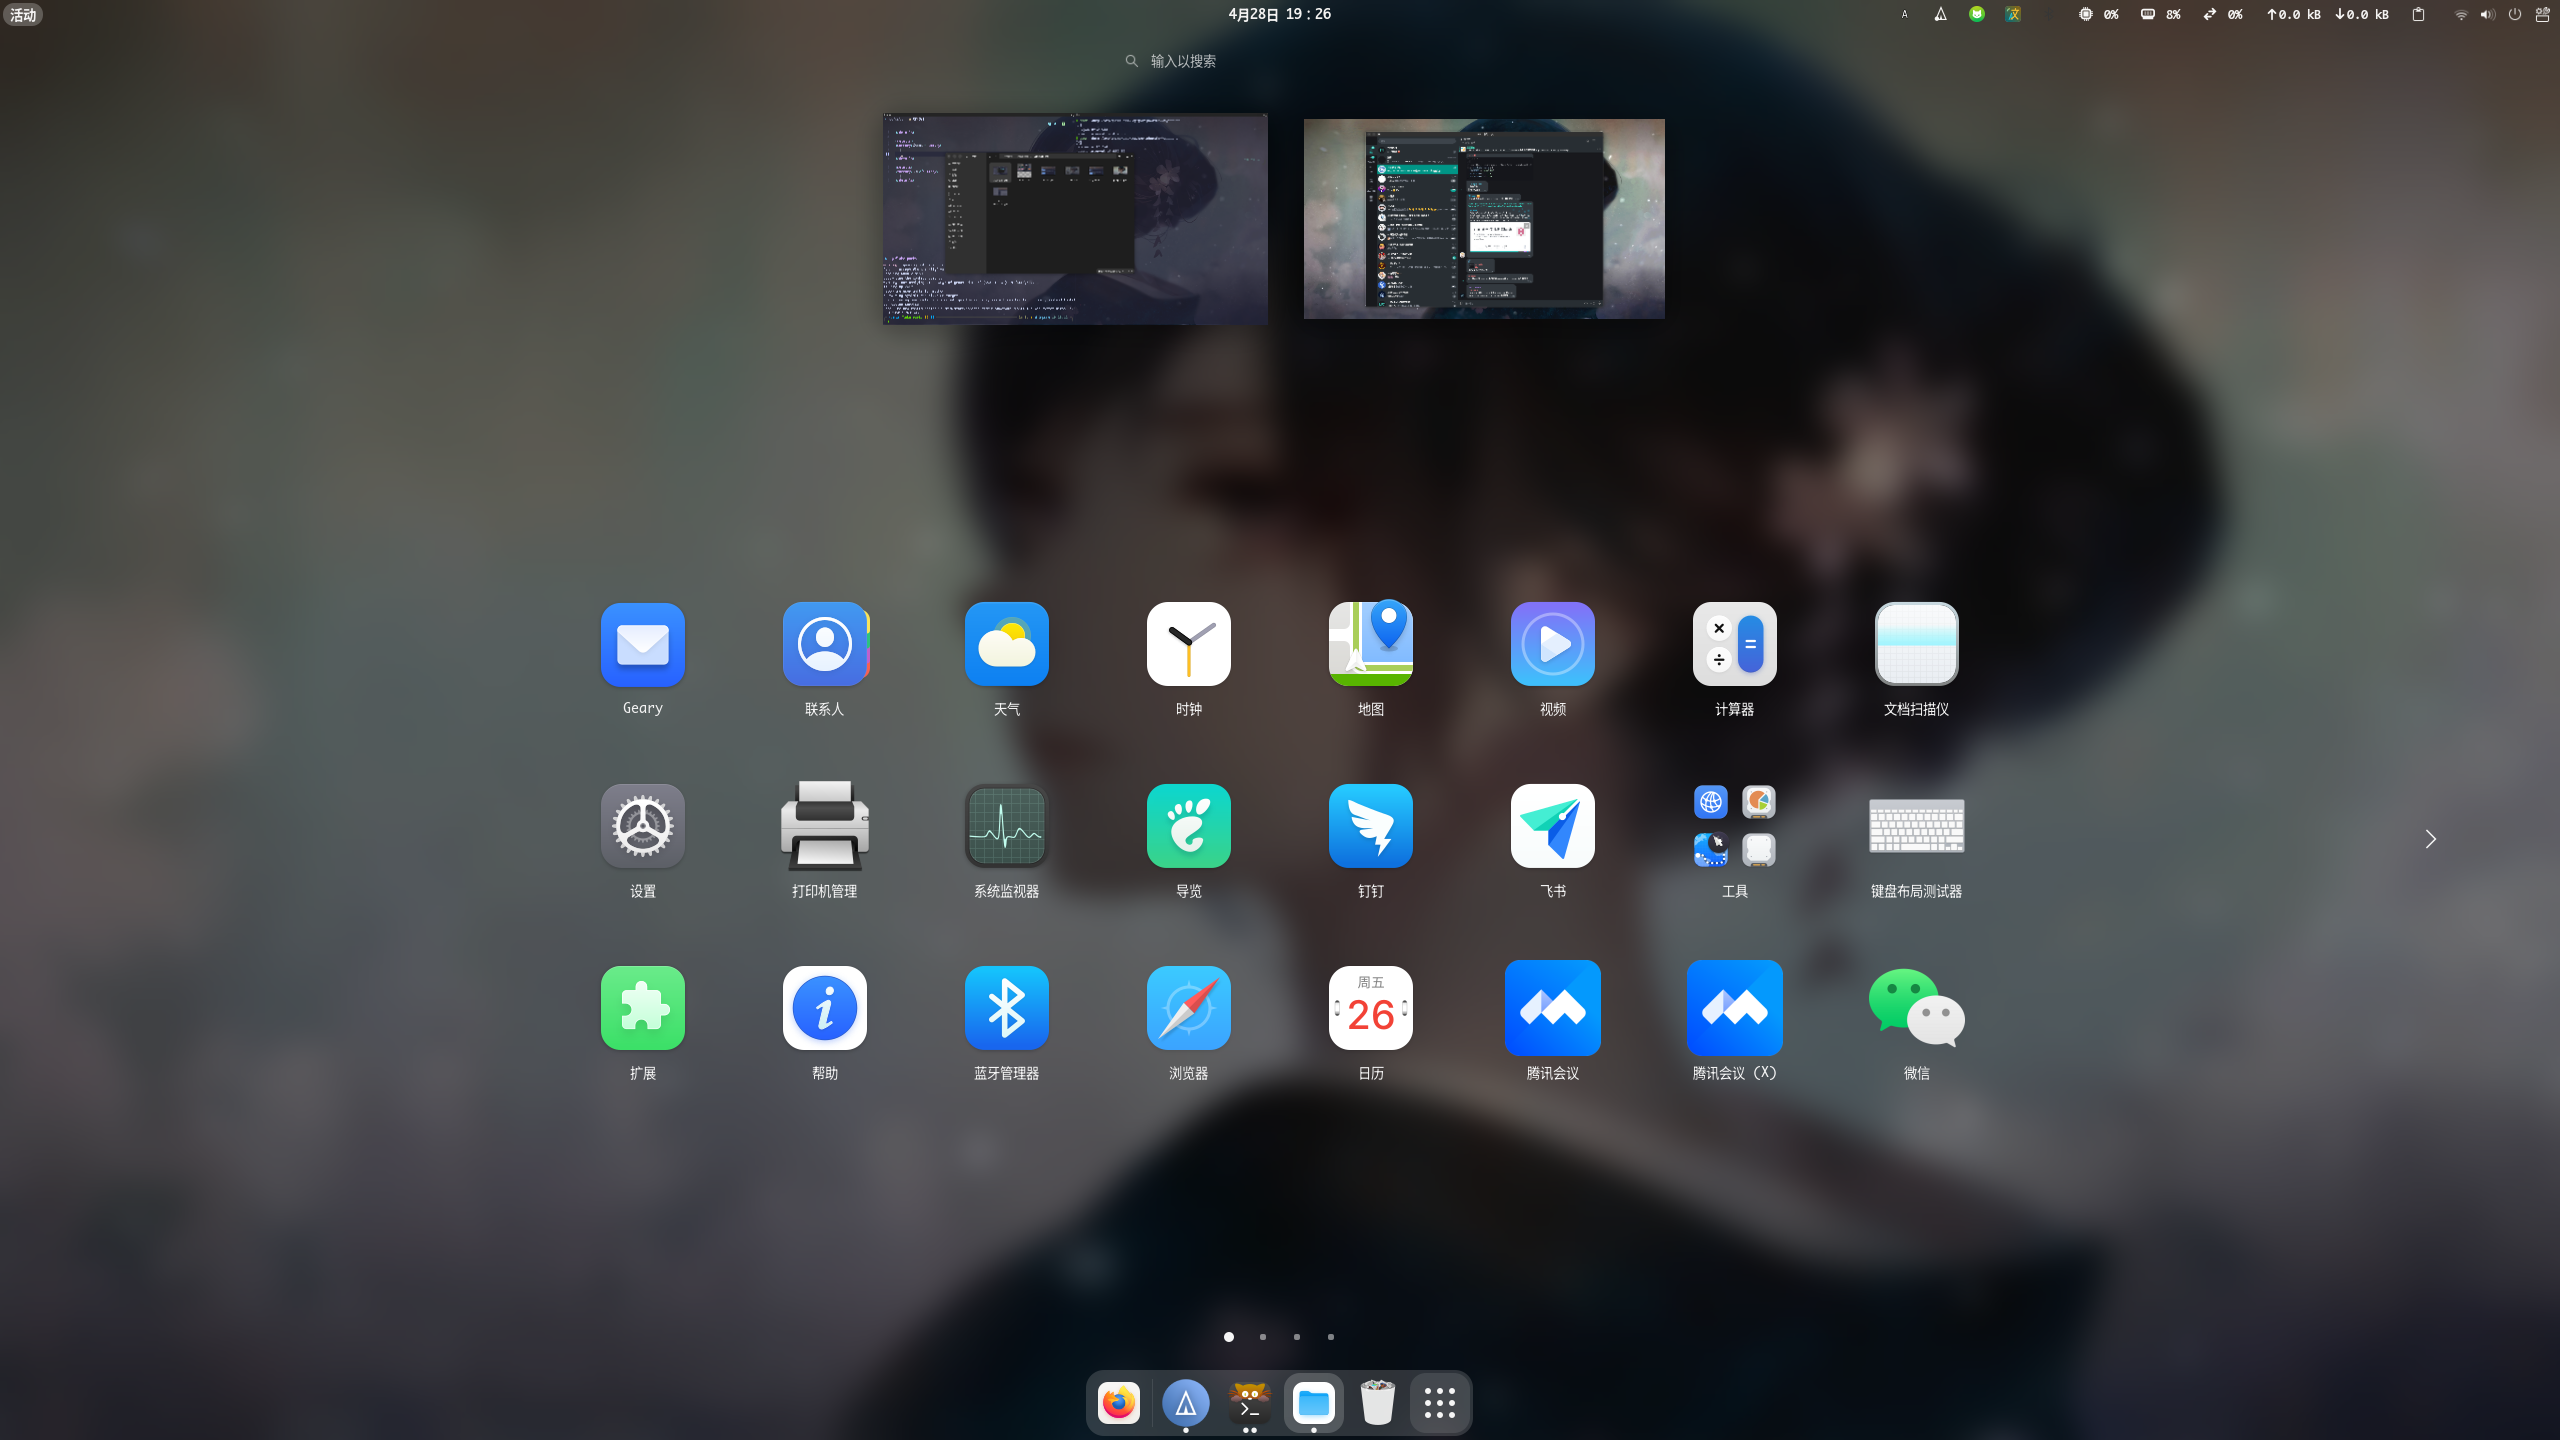 活动
4月28日 19 : 26
A
0%
8%
0%
0.0 kB
0.0 kB
输入以搜索
Geary
联系人
天气
时钟
地图
视频
计算器
文档扫描仪
设置
打印机管理
系统监视器
导览
钉钉
飞书
工具
键盘布局测试器
周五
26
扩展
帮助
蓝牙管理器
浏览器
日历
腾讯会议
腾讯会议 (X)
微信